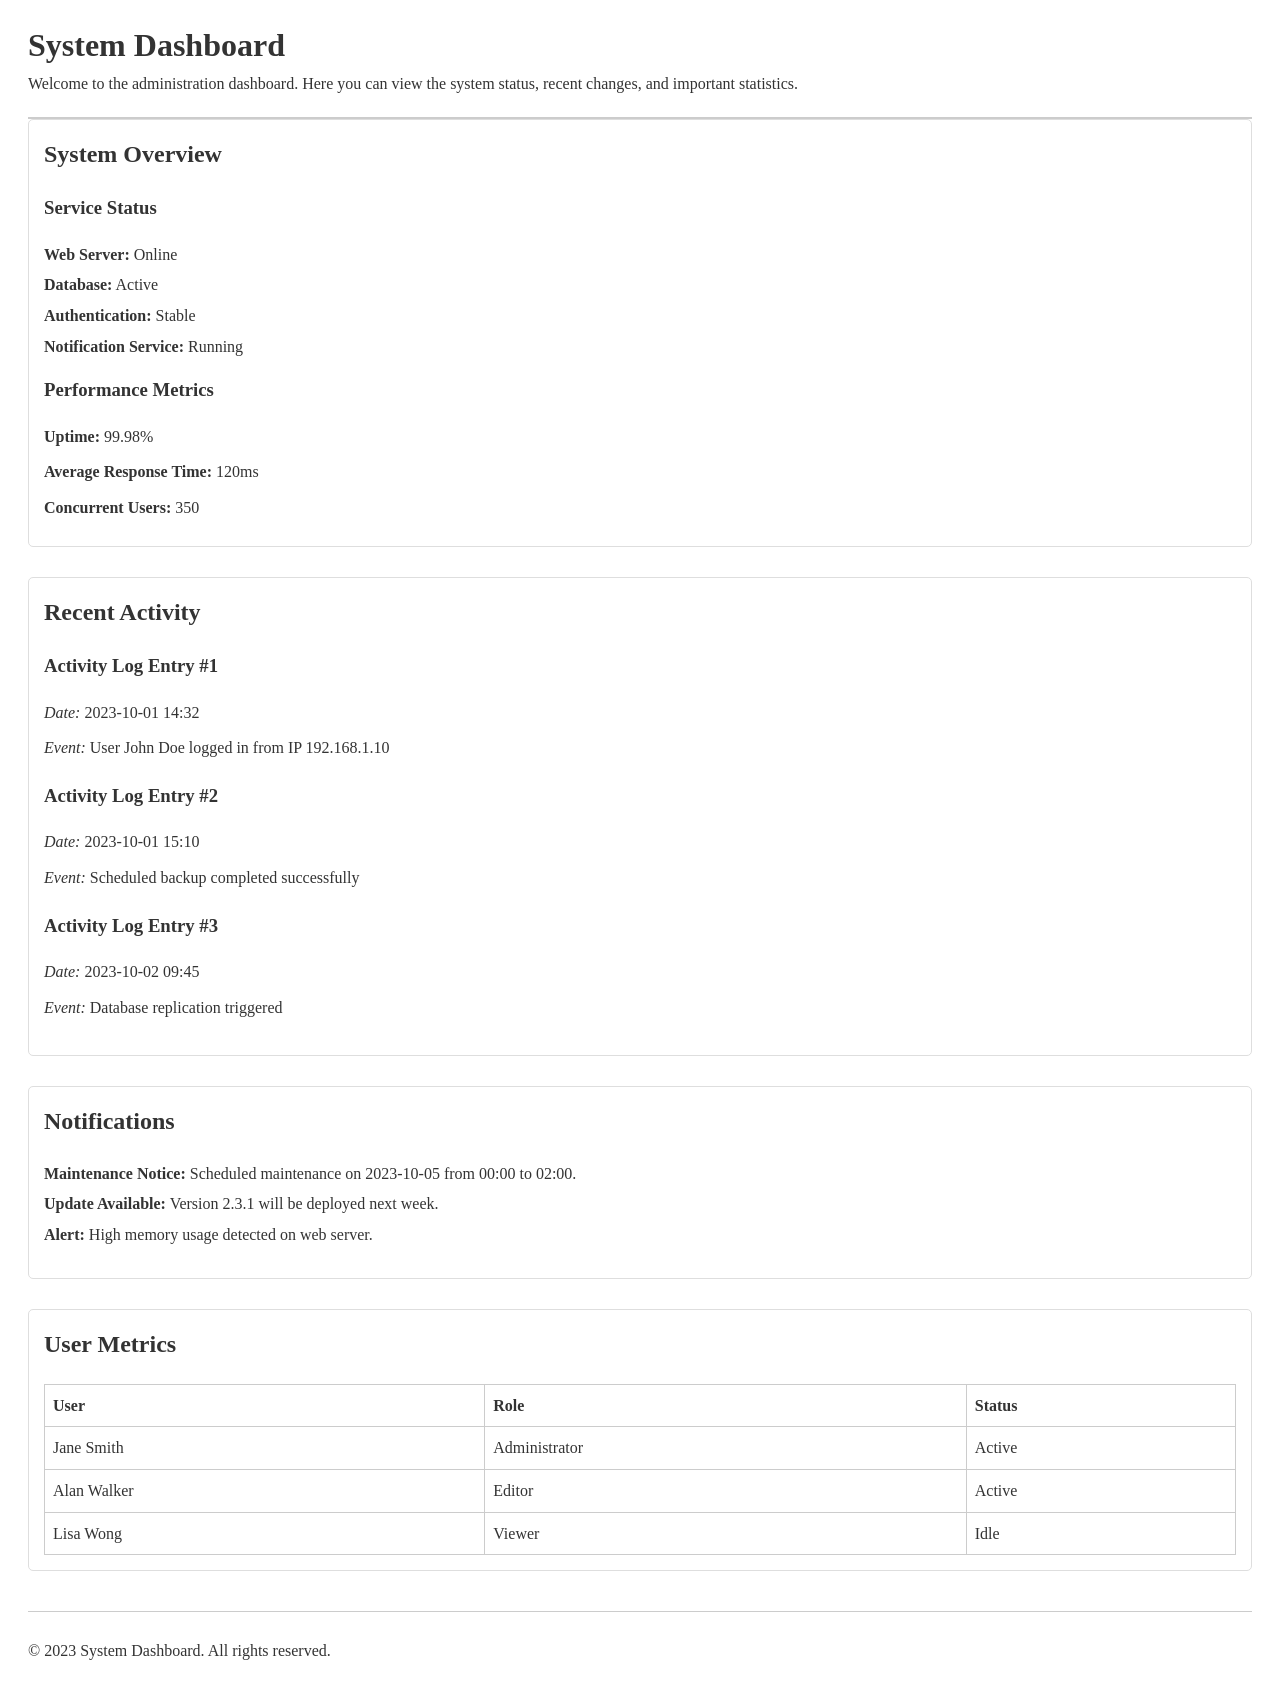 System Dashboard
Welcome to the administration dashboard. Here you can view the system status, recent changes, and important statistics.
System Overview
Service Status
Web Server: Online
Database: Active
Authentication: Stable
Notification Service: Running
Performance Metrics
Uptime: 99.98%
Average Response Time: 120ms
Concurrent Users: 350
Recent Activity
Activity Log Entry #1
Date: 2023-10-01 14:32
Event: User John Doe logged in from IP 192.168.1.10
Activity Log Entry #2
Date: 2023-10-01 15:10
Event: Scheduled backup completed successfully
Activity Log Entry #3
Date: 2023-10-02 09:45
Event: Database replication triggered
Notifications
Maintenance Notice: Scheduled maintenance on 2023-10-05 from 00:00 to 02:00.
Update Available: Version 2.3.1 will be deployed next week.
Alert: High memory usage detected on web server.
User Metrics
User Role Status
Jane Smith Administrator Active
Alan Walker Editor Active
Lisa Wong Viewer Idle
© 2023 System Dashboard. All rights reserved.